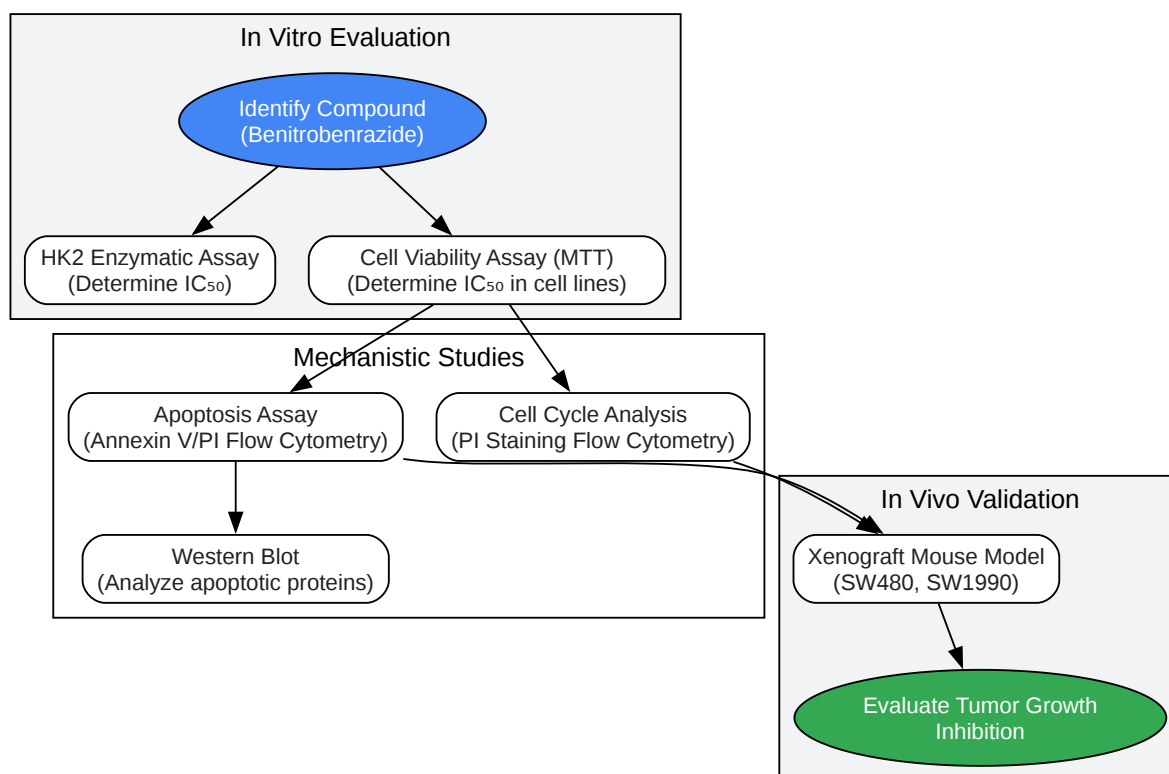 In Vitro Evaluation
Identify Compound
(Benitrobenrazide)
HK2 Enzymatic Assay
(Determine IC₅₀)
Cell Viability Assay (MTT)
(Determine IC₅₀ in cell lines)
Mechanistic Studies
Apoptosis Assay
(Annexin V/PI Flow Cytometry)
Cell Cycle Analysis
(PI Staining Flow Cytometry)
Western Blot
(Analyze apoptotic proteins)
In Vivo Validation
Xenograft Mouse Model
(SW480, SW1990)
Evaluate Tumor Growth
Inhibition